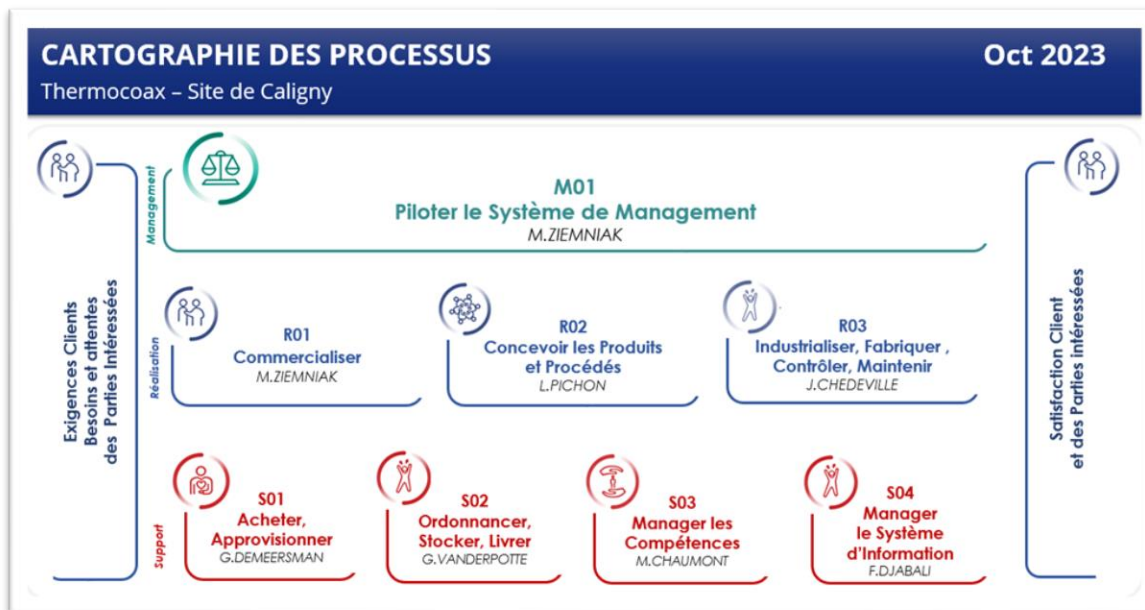 CARTOGRAPHIE DES PROCESSUS
Oct 2023
Thermocoax – Site de Caligny
Exigences Clients
Besoins et attentes
des Parties Intéressées
Management
M01
Piloter le Système de Management
M.ZIEMNIAK
Réalisation
R01
Commercialiser
M.ZIEMNIAK
R02
Concevoir les Produits
et Procédés
L.PICHON
R03
Industrialiser, Fabriquer ,
Contrôler, Maintenir
J.CHEDEVILLE
Support
S01
Acheter,
Approvisionner
G.DEMEERSMAN
S02
Ordonnancer,
Stocker, Livrer
G.VANDERPOTTE
S03
Manager les
Compétences
M.CHAUMONT
S04
Manager
le Système
d'Information
F.DJABALI
Satisfaction Client
et des Parties intéressées